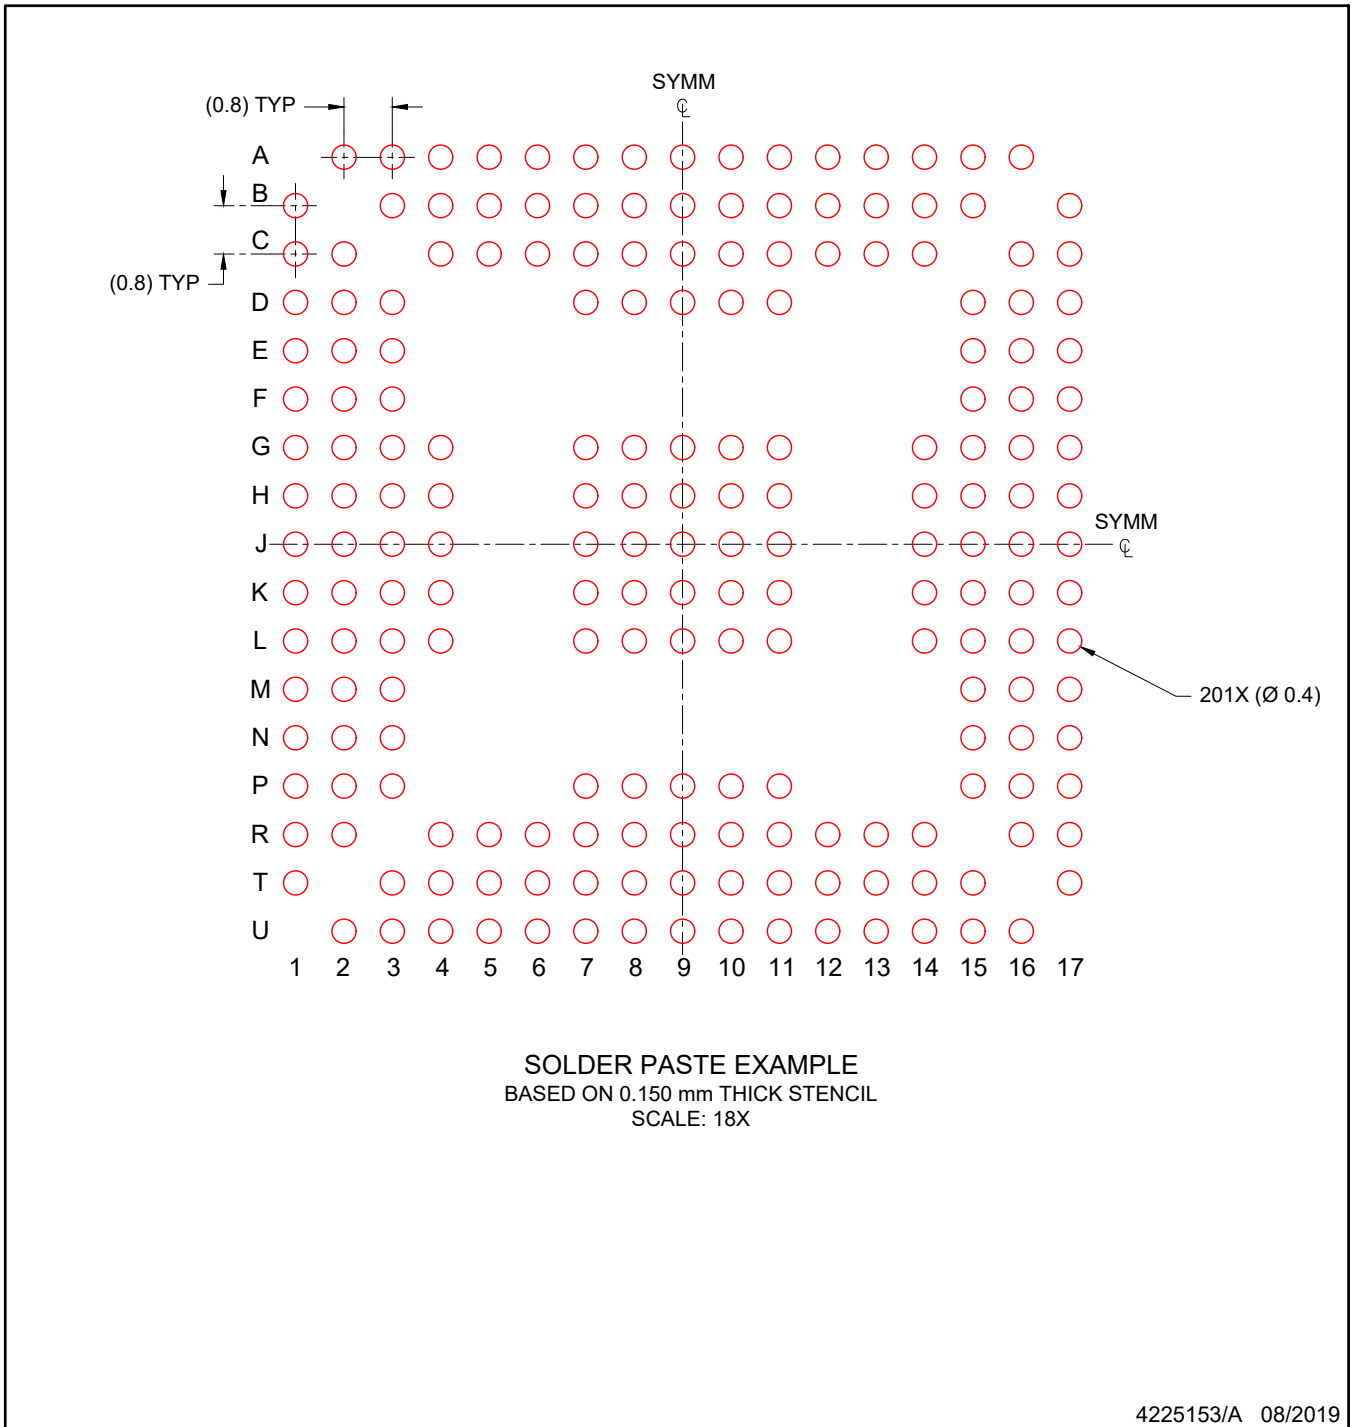 SYMM
℄
(0.8) TYP
A
B
C
(0.8) TYP
D
E
F
G
H
SYMM
J
℄
K
L
M
201X (Ø 0.4)
N
P
R
T
U
1 2 3 4 5 6 7 8 9 10 11 12 13 14 15 16 17
SOLDER PASTE EXAMPLE
BASED ON 0.150 mm THICK STENCIL
SCALE: 18X
4225153/A 08/2019